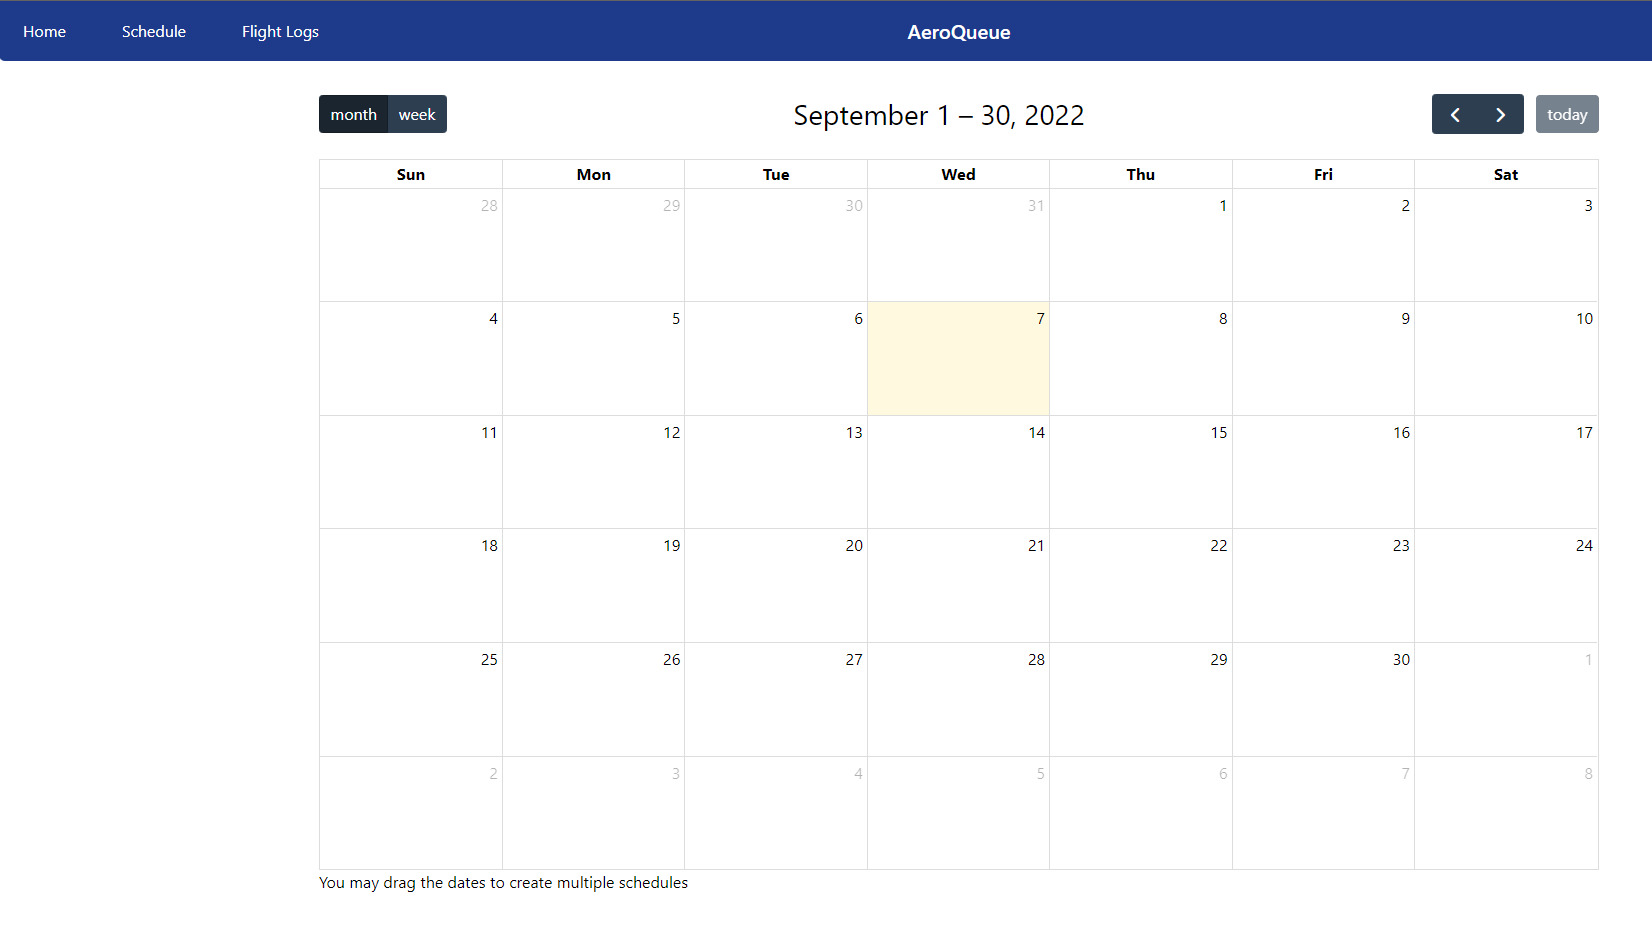 Home Schedule Flight Logs AeroQueue
month week September 1 – 30, 2022 today
Sun Mon Tue Wed Thu Fri Sat
28 29 30 31 1 2 3
4 5 6 7 8 9 10
11 12 13 14 15 16 17
18 19 20 21 22 23 24
25 26 27 28 29 30 1
2 3 4 5 6 7 8
You may drag the dates to create multiple schedules